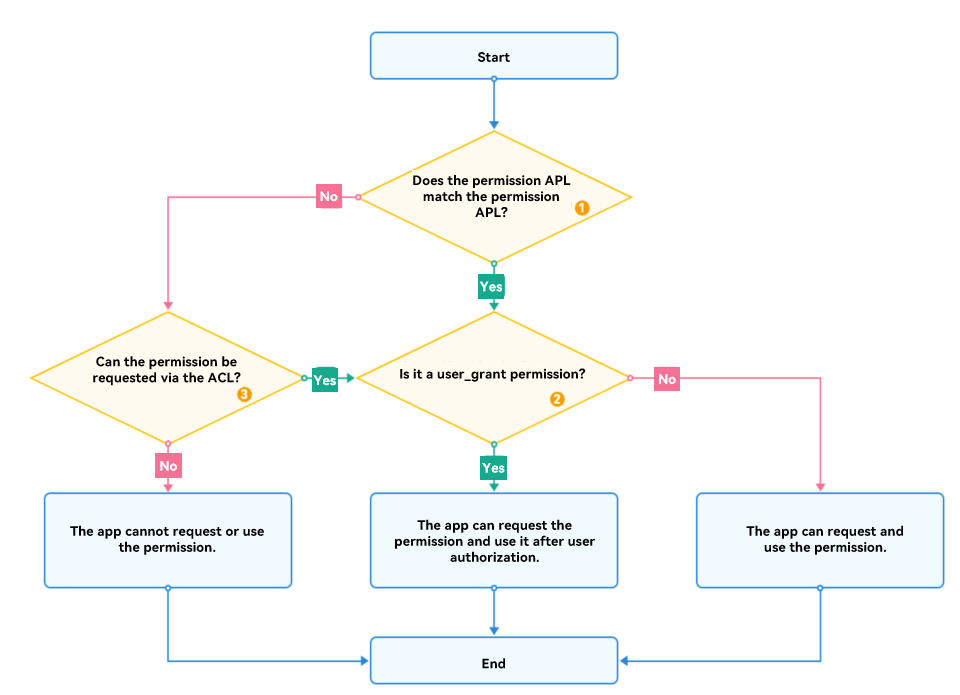 Start
Does the permission APL
match the permission
APL?
1
No
Yes
Can the permission be
requested via the ACL?
3
Yes
Is it a user_grant permission?
2
No
No
Yes
The app cannot request or use
the permission.
The app can request the
permission and use it after user
authorization.
The app can request and
use the permission.
End